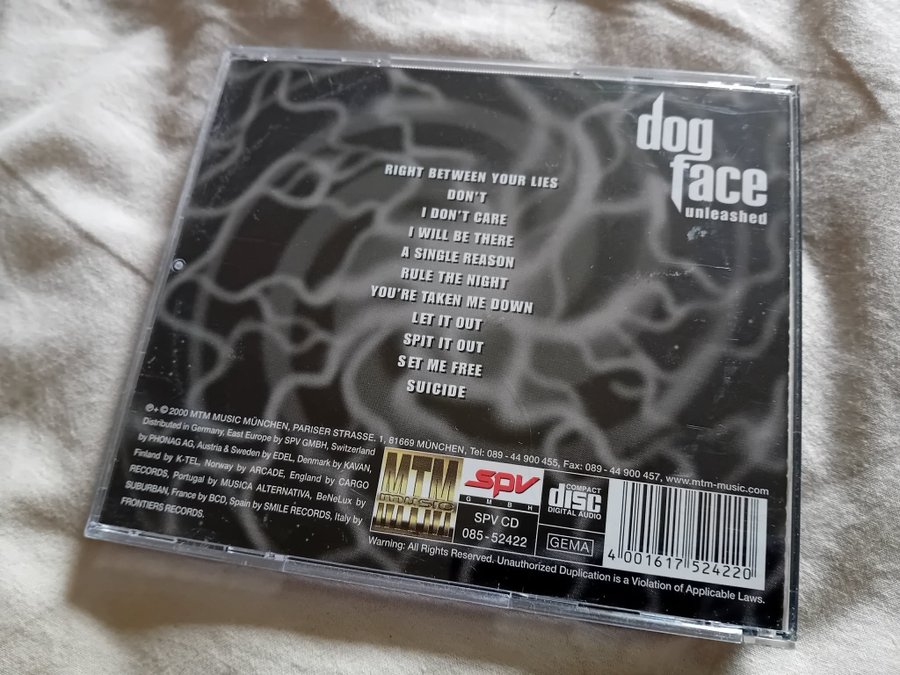 dog
face
unleashed
RIGHT BETWEEN YOUR LIES
DON'T
I DON'T CARE
I WILL BE THERE
A SINGLE REASON
RULE THE NIGHT
YOU'RE TAKEN ME DOWN
LET IT OUT
SPIT IT OUT
SET ME FREE
SUICIDE
℗+© 2000 MTM MUSIC MÜNCHEN, PARISER STRASSE. 1, 81669 MÜNCHEN, Tel: 089 - 44 900 455, Fax: 089 - 44 900 457, www.mtm-music.com
Distributed in Germany, East Europe by SPV GMBH, Switzerland
by PHONAG AG, Austria & Sweden by EDEL, Denmark by KAVAN,
Finland by K-TEL, Norway by ARCADE, England by CARGO
RECORDS, Portugal by MUSICA ALTERNATIVA, BeNeLux by
SUBURBAN, France by BCD, Spain by SMILE RECORDS, Italy by
FRONTIERS RECORDS.
MTM
music
spv
GMBH
SPV CD
085-52422
COMPACT
disc
DIGITAL AUDIO
GEMA
4 001617 524220
Warning: All Rights Reserved. Unauthorized Duplication is a Violation of Applicable Laws.